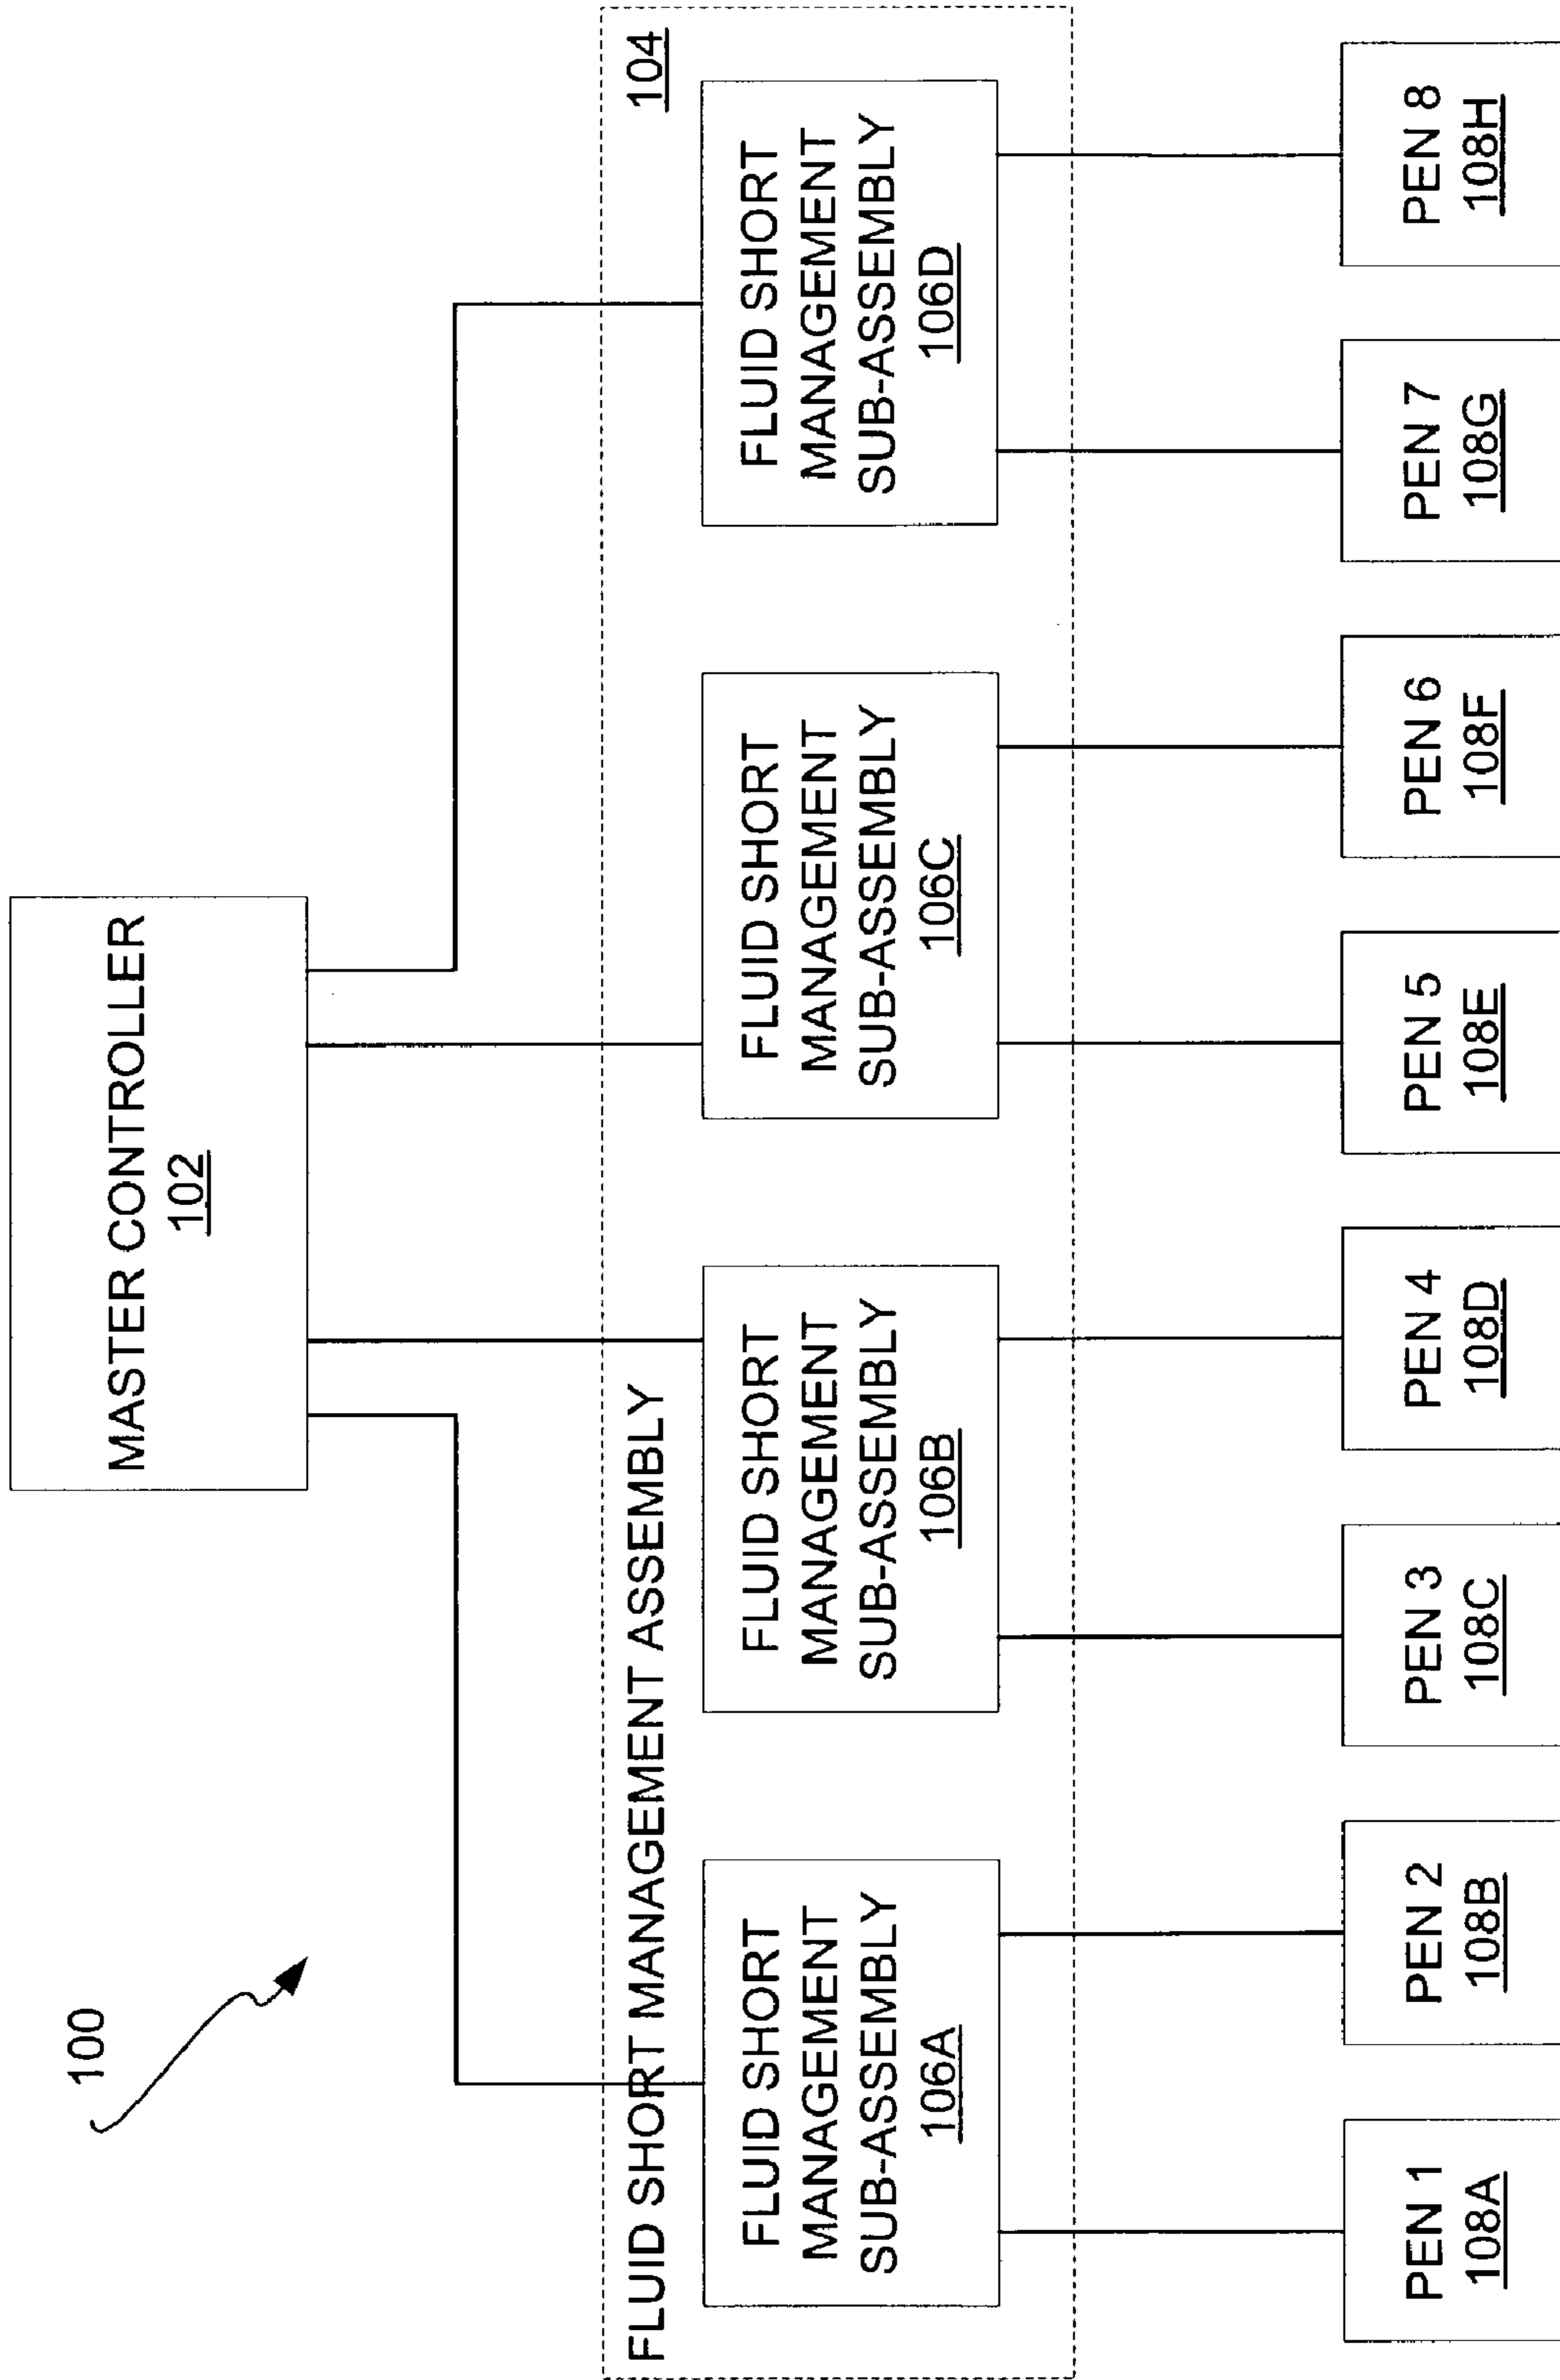 100
MASTER CONTROLLER
102
FLUID SHORT MANAGEMENT ASSEMBLY
104
FLUID SHORT
MANAGEMENT
SUB-ASSEMBLY
106A
FLUID SHORT
MANAGEMENT
SUB-ASSEMBLY
106B
FLUID SHORT
MANAGEMENT
SUB-ASSEMBLY
106C
FLUID SHORT
MANAGEMENT
SUB-ASSEMBLY
106D
PEN 1
108A
PEN 2
108B
PEN 3
108C
PEN 4
108D
PEN 5
108E
PEN 6
108F
PEN 7
108G
PEN 8
108H